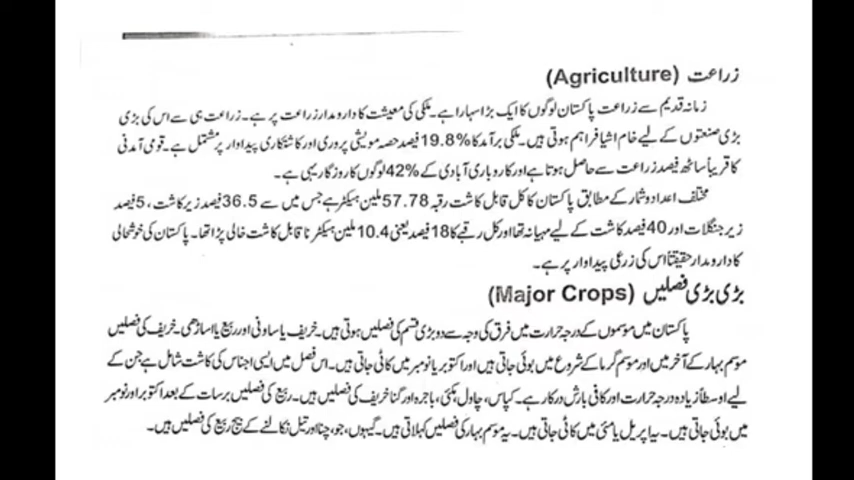 زراعت (Agriculture)
زمانہ قدیم سے زراعت پاکستان لوگوں کا ایک بڑا سہارا ہے۔ ملکی کی معیشت کا دارومدار زراعت پر ہے۔ زراعت ہی سے اس کی بڑی
بڑی صنعتوں کے لیے خام اشیا فراہم ہوتی ہیں۔ ملکی برآمد کا %19.8 فیصد حصہ مویشی پروری اور کاشتکاری پیداوار پر مشتمل ہے۔ قومی آمدنی
کا قریباً ساٹھ فیصد زراعت سے حاصل ہوتا ہے اور کاروباری آبادی کے %42 لوگوں کا روزگار یہی ہے۔
مختلف اعداد و شمار کے مطابق پاکستان کا کل قابل کاشت رقبہ 57.78 ملین ہیکٹر ہے جس میں سے 36.5 فیصد زیر کاشت، 5 فیصد
زیر جنگلات اور 40 فیصد کاشت کے لیے مہیا نہ تھا اور کل رقبے کا 18 فیصد یعنی 10.4 ملین ہیکٹر نا قابل کاشت خالی پڑا تھا۔ پاکستان کی خوشحالی
کا دارومدار حقیقتاً اس کی زرعی پیداوار پر ہے۔
بڑی بڑی فصلیں (Major Crops)
پاکستان میں موسموں کے درجہ حرارت میں فرق کی وجہ سے دو بڑی قسم کی فصلیں ہوتی ہیں۔ خریف یا ساونی اور ربیع یا اساڑھی۔ خریف کی فصلیں
موسم بہار کے آخر میں اور موسم گرما کے شروع میں بوئی جاتی ہیں اور اکتوبر یا نومبر میں کاٹی جاتی ہیں۔ اس فصل میں ایسی اجناس کی کاشت شامل ہے جن کے
لیے اوسطاً زیادہ درجہ حرارت اور کافی بارش درکار ہے۔ کپاس، چاول، مکئی، باجرہ اور گنا خریف کی فصلیں ہیں۔ ربیع کی فصلیں برسات کے بعد اکتوبر اور نومبر
میں بوئی جاتی ہیں۔ یہ اپریل یا مئی میں کاٹی جاتی ہیں۔ یہ موسم بہار کی فصلیں کہلاتی ہیں۔ گیہوں، جو، چنا اور تیل نکالنے کے بیج ربیع کی فصلیں ہیں۔